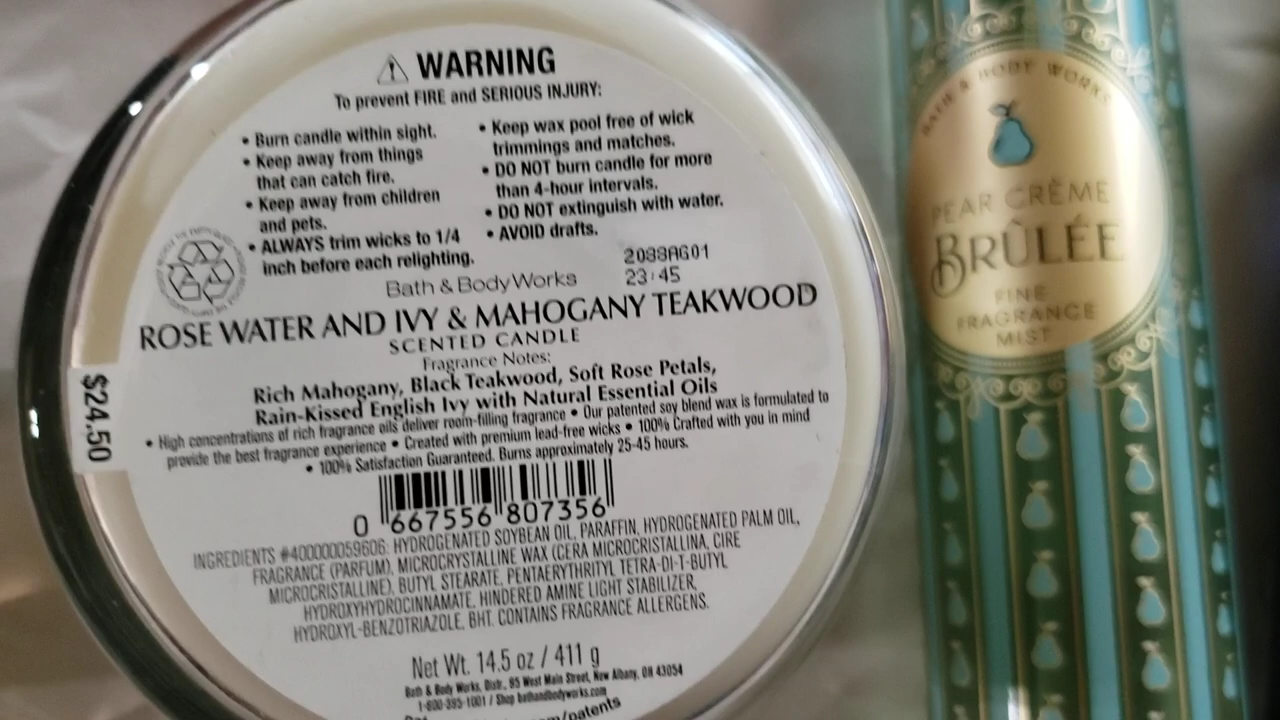 WARNING
To prevent FIRE and SERIOUS INJURY:
• Burn candle within sight.
• Keep away from things
that can catch fire.
• Keep away from children
and pets.
• ALWAYS trim wicks to 1/4
inch before each relighting.
• Keep wax pool free of wick
trimmings and matches.
• DO NOT burn candle for more
than 4-hour intervals.
• DO NOT extinguish with water.
• AVOID drafts.
2088AG01
23:45
Bath & Body Works
ROSE WATER AND IVY & MAHOGANY TEAKWOOD
SCENTED CANDLE
Fragrance Notes:
Rich Mahogany, Black Teakwood, Soft Rose Petals,
Rain-Kissed English Ivy with Natural Essential Oils
• High concentrations of rich fragrance oils deliver room-filling fragrance • Our patented soy blend wax is formulated to
provide the best fragrance experience • Created with premium lead-free wicks • 100% Crafted with you in mind
• 100% Satisfaction Guaranteed. Burns approximately 25-45 hours.
$24.50
0 667556 807356
INGREDIENTS #400000059606: HYDROGENATED SOYBEAN OIL, PARAFFIN, HYDROGENATED PALM OIL,
FRAGRANCE (PARFUM), MICROCRYSTALLINE WAX (CERA MICROCRISTALLINA, CIRE
MICROCRISTALLINE), BUTYL STEARATE, PENTAERYTHRITYL TETRA-DI-T-BUTYL
HYDROXYHYDROCINNAMATE, HINDERED AMINE LIGHT STABILIZER,
HYDROXYL-BENZOTRIAZOLE, BHT. CONTAINS FRAGRANCE ALLERGENS.
Net Wt. 14.5 oz / 411 g
Bath & Body Works, Distr., 95 West Main Street, New Albany, OH 43054
1-800-395-1001 / Shop bathandbodyworks.com
/patents
BATH & BODY WORKS
PEAR CRÈME
BRÛLÉE
FINE
FRAGRANCE
MIST